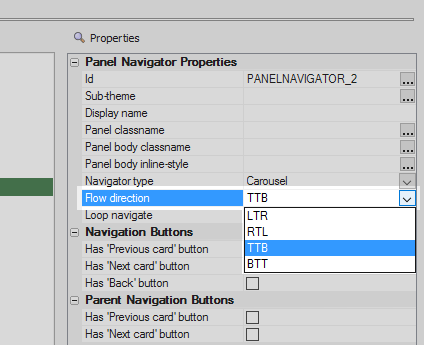 Properties
Panel Navigator Properties
Id PANELNAVIGATOR_2 ...
Sub-theme ...
Display name
Panel classname ...
Panel body classname ...
Panel body inline-style ...
Navigator type Carousel
Flow direction TTB
Loop navigate LTR
RTL
Navigation Buttons
Has 'Previous card' button TTB
Has 'Next card' button BTT
Has 'Back' button
Parent Navigation Buttons
Has 'Previous card' button
Has 'Next card' button